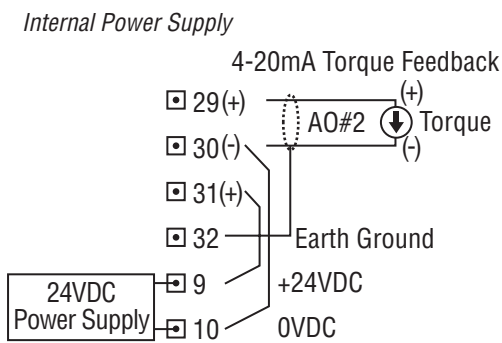 Internal Power Supply
4-20mA Torque Feedback
29(+) (+)
AO#2 Torque
30(-) (-)
31(+)
32 Earth Ground
24VDC
Power Supply
9 +24VDC
10 0VDC